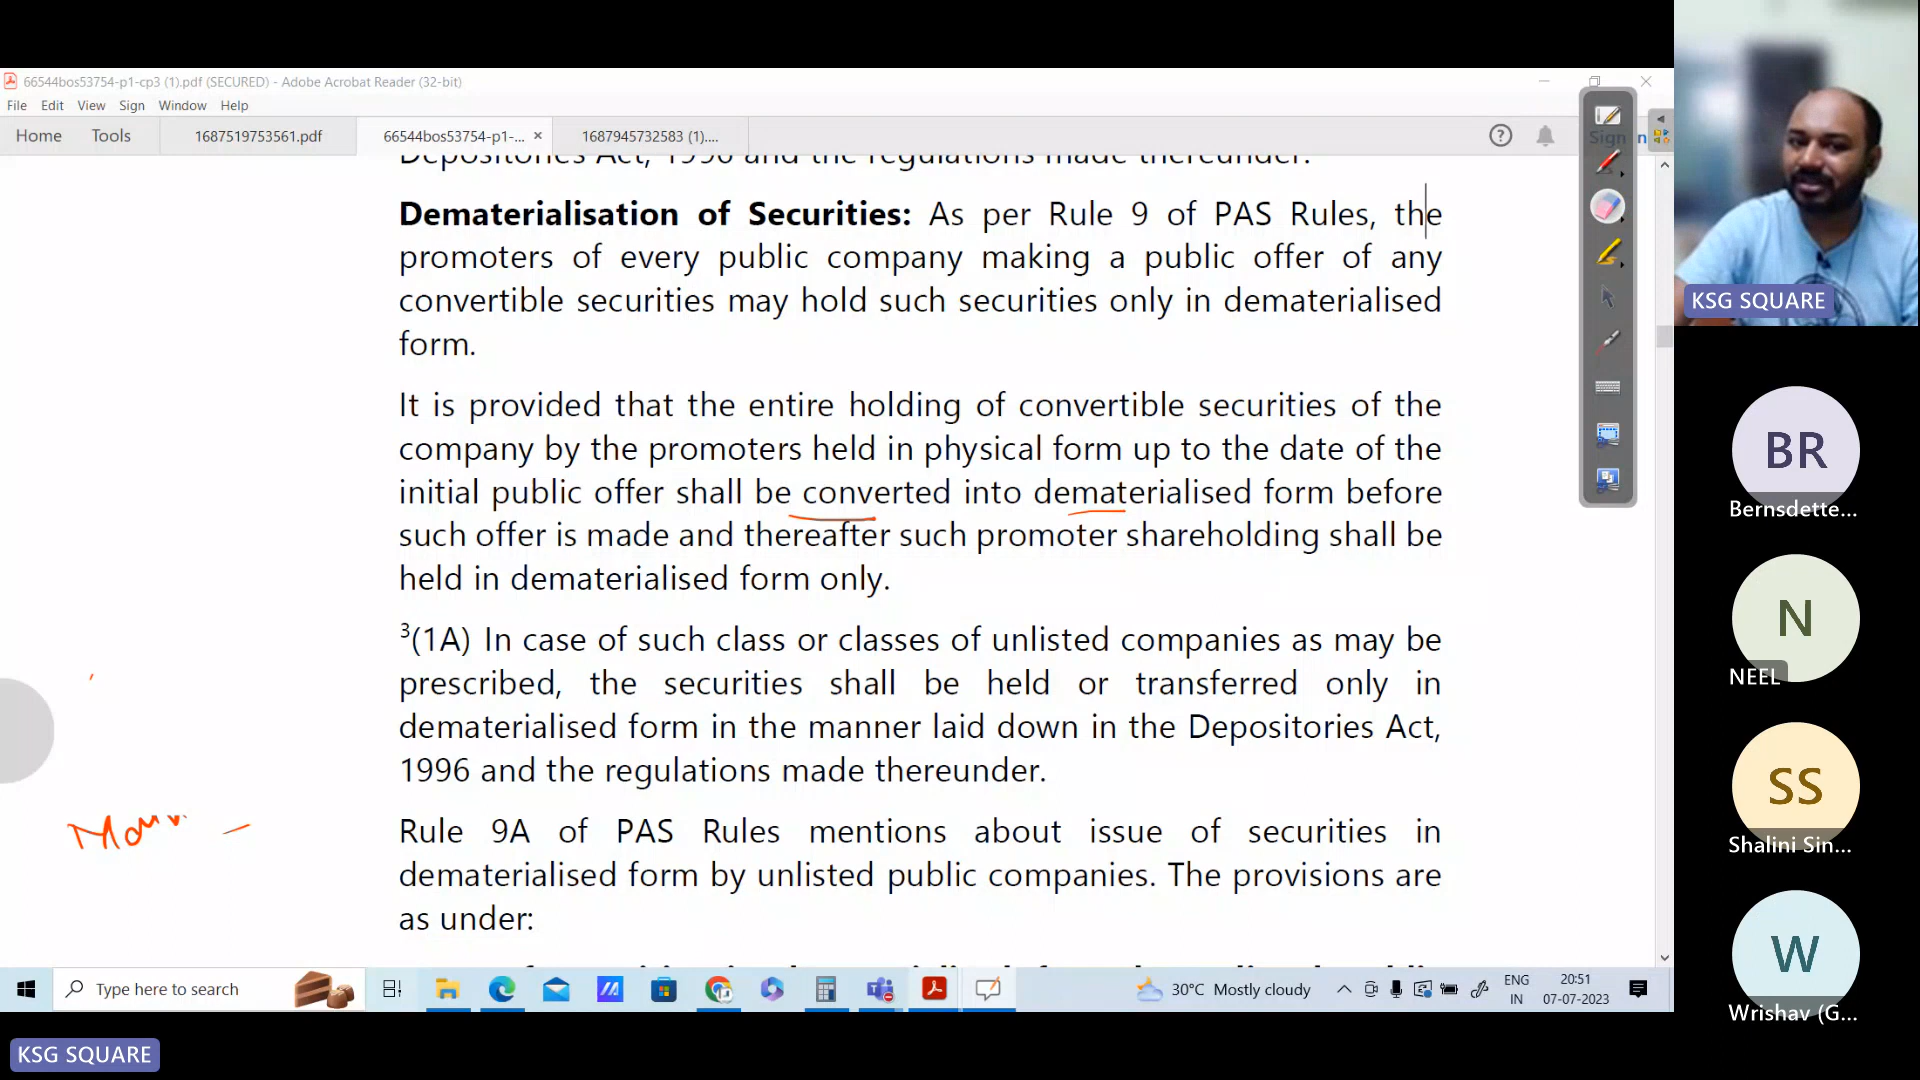 66544bos53754-p1-cp3 (1).pdf (SECURED) - Adobe Acrobat Reader (32-bit)
File Edit View Sign Window Help
Home Tools 1687519753561.pdf 66544bos53754-p1-... × 1687945732583 (1)....
Sign
Depositories Act, 1996 and the regulations made thereunder.
Dematerialisation of Securities: As per Rule 9 of PAS Rules, the
promoters of every public company making a public offer of any
convertible securities may hold such securities only in dematerialised
form.
It is provided that the entire holding of convertible securities of the
company by the promoters held in physical form up to the date of the
initial public offer shall be converted into dematerialised form before
such offer is made and thereafter such promoter shareholding shall be
held in dematerialised form only.
3(1A) In case of such class or classes of unlisted companies as may be
prescribed, the securities shall be held or transferred only in
dematerialised form in the manner laid down in the Depositories Act,
1996 and the regulations made thereunder.
Rule 9A of PAS Rules mentions about issue of securities in
dematerialised form by unlisted public companies. The provisions are
as under:
KSG SQUARE
BR
Bernsdette...
N
NEEL
SS
Shalini Sin...
W
Wrishav (G...
Type here to search
30°C Mostly cloudy
ENG
IN
20:51
07-07-2023
KSG SQUARE